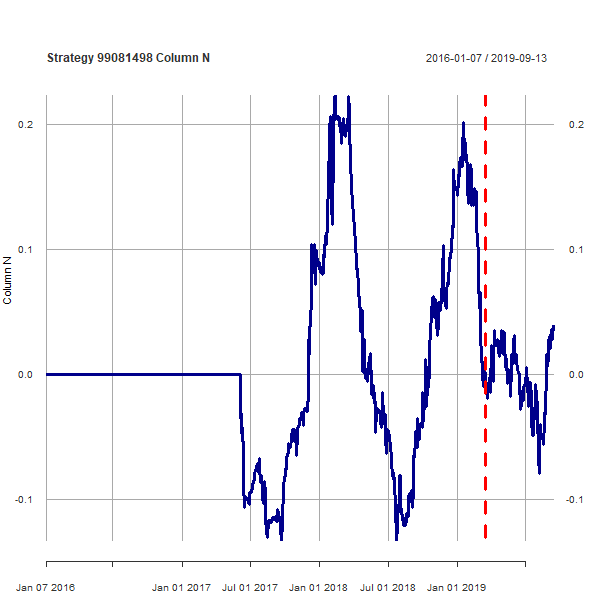 Strategy 99081498 Column N
2016-01-07 / 2019-09-13
0.2
0.2
0.1
0.1
Column N
0.0
0.0
-0.1
-0.1
Jan 07 2016
Jan 01 2017
Jul 01 2017
Jan 01 2018
Jul 01 2018
Jan 01 2019